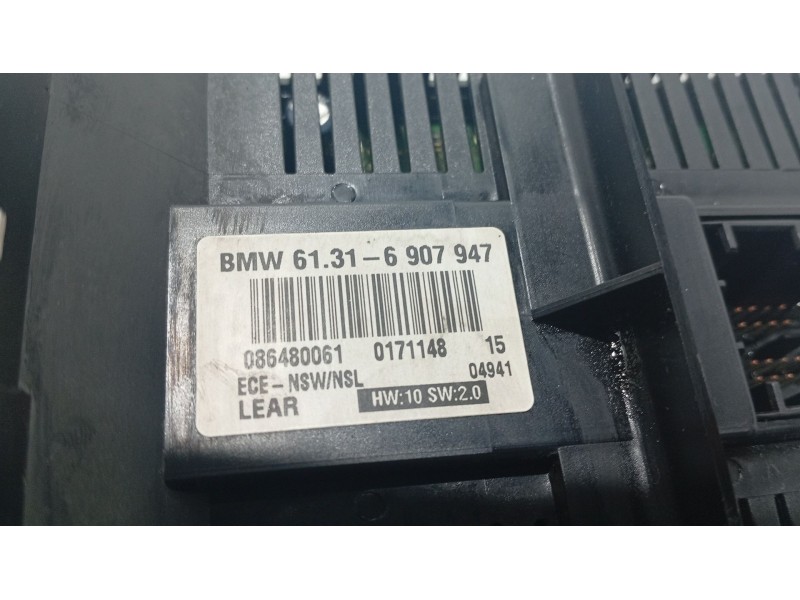 BMW 61.31-6 907 947
086480061 0171148 15
ECE-NSW/NSL 04941
LEAR HW:10 SW:2.0